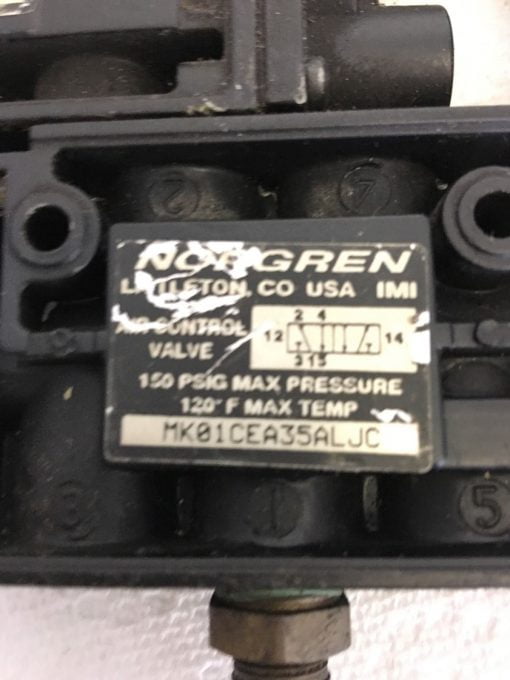 2
4
NORGREN
LITTLETON, CO USA IMI
AIR CONTROL
VALVE
2 4
12 14
3 1 5
150 PSIG MAX PRESSURE
120° F MAX TEMP
MK01CEA35ALJC
3 1 5